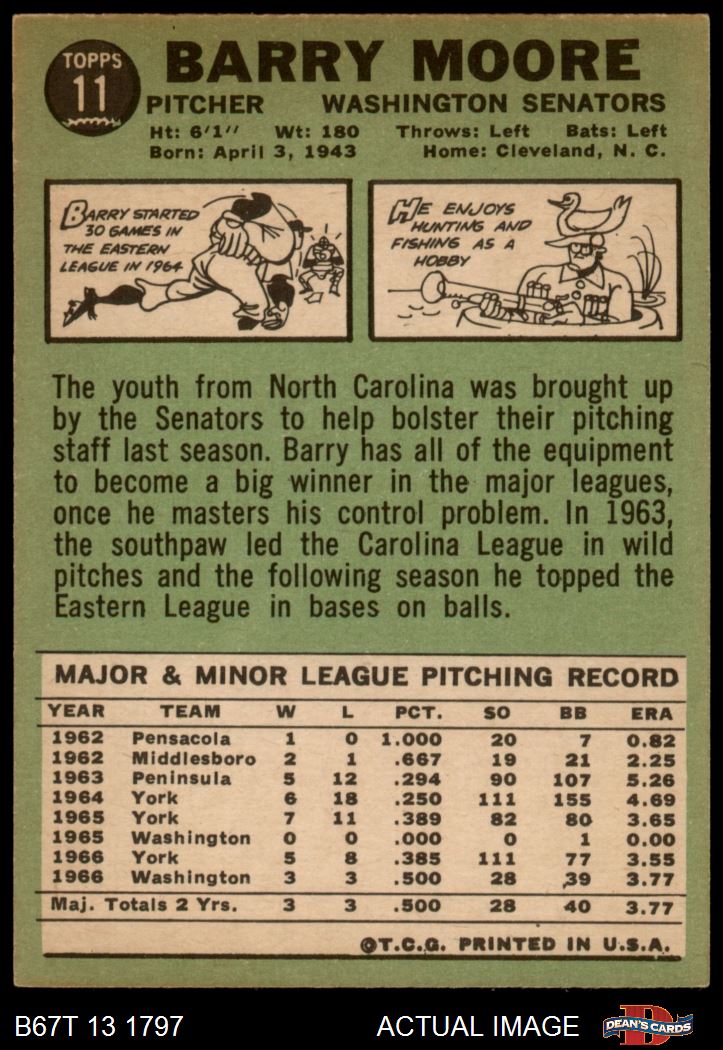 TOPPS
11
BARRY MOORE
PITCHER WASHINGTON SENATORS
Ht: 6'1" Wt: 180 Throws: Left Bats: Left
Born: April 3, 1943 Home: Cleveland, N. C.
BARRY STARTED
30 GAMES IN
THE EASTERN
LEAGUE IN 1964
HE ENJOYS
HUNTING AND
FISHING AS A
HOBBY
The youth from North Carolina was brought up
by the Senators to help bolster their pitching
staff last season. Barry has all of the equipment
to become a big winner in the major leagues,
once he masters his control problem. In 1963,
the southpaw led the Carolina League in wild
pitches and the following season he topped the
Eastern League in bases on balls.
MAJOR & MINOR LEAGUE PITCHING RECORD
YEAR TEAM W L PCT. SO BB ERA
1962 Pensacola 1 0 1.000 20 7 0.82
1962 Middlesboro 2 1 .667 19 21 2.25
1963 Peninsula 5 12 .294 90 107 5.26
1964 York 6 18 .250 111 155 4.69
1965 York 7 11 .389 82 80 3.65
1965 Washington 0 0 .000 0 1 0.00
1966 York 5 8 .385 111 77 3.55
1966 Washington 3 3 .500 28 39 3.77
Maj. Totals 2 Yrs. 3 3 .500 28 40 3.77
©T.C.G. PRINTED IN U.S.A.
B67T 13 1797 ACTUAL IMAGE
D
DEAN'S CARDS